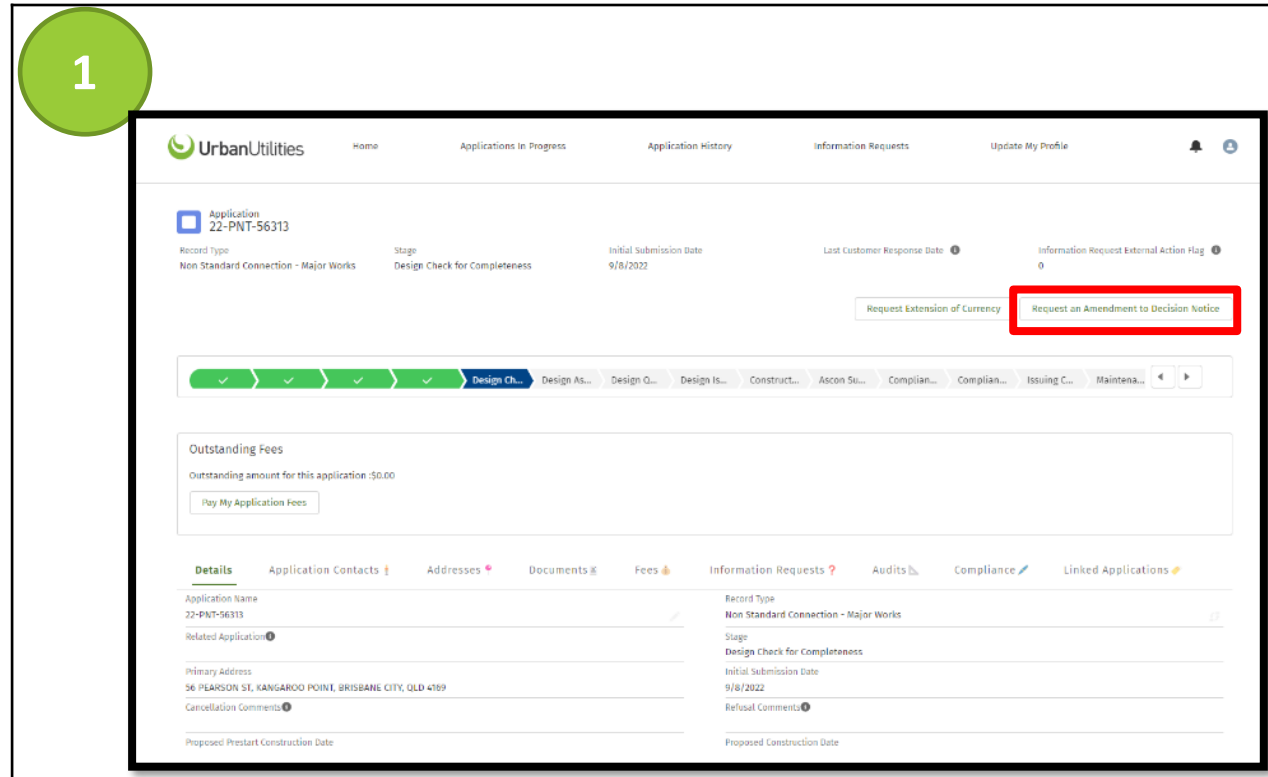 1
UrbanUtilities Home Applications In Progress Application History Information Requests Update My Profile
Application
22-PNT-56313
Record Type Stage Initial Submission Date Last Customer Response Date Information Request External Action Flag
Non Standard Connection - Major Works Design Check for Completeness 9/8/2022 0
Request Extension of Currency Request an Amendment to Decision Notice
Design Ch... Design As... Design Q... Design Is... Construct... Ascon Su... Complian... Complian... Issuing C... Maintena...
Outstanding Fees
Outstanding amount for this application :$0.00
Pay My Application Fees
Details Application Contacts Addresses Documents Fees Information Requests ? Audits Compliance Linked Applications
Application Name Record Type
22-PNT-56313 Non Standard Connection - Major Works
Related Application Stage
Design Check for Completeness
Primary Address Initial Submission Date
56 PEARSON ST, KANGAROO POINT, BRISBANE CITY, QLD 4169 9/8/2022
Cancellation Comments Refusal Comments
Proposed Prestart Construction Date Proposed Construction Date